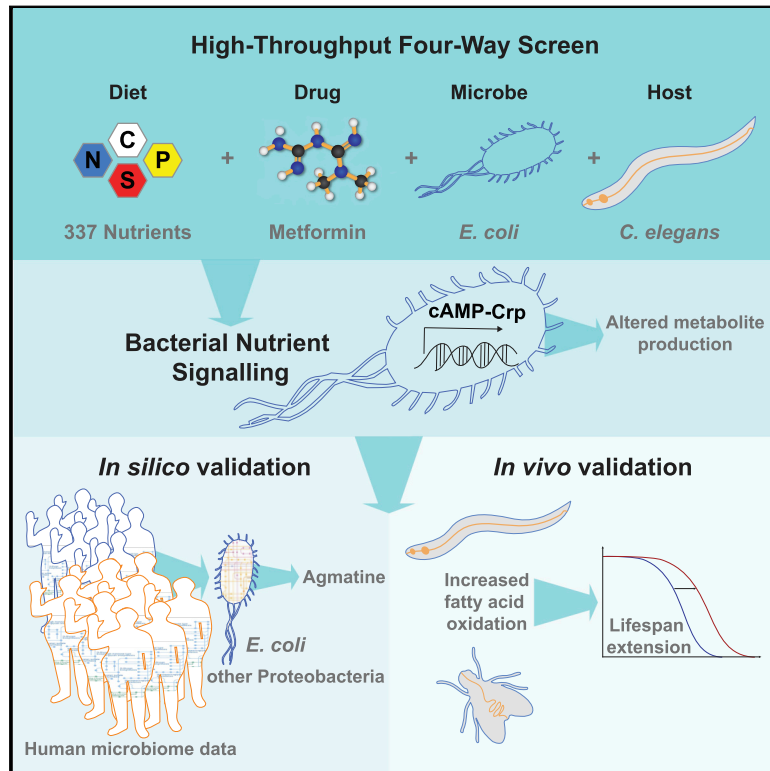 High-Throughput Four-Way Screen
Diet
Drug
Microbe
Host
C
N
P
S
+
+
+
337 Nutrients
Metformin
E. coli
C. elegans
cAMP-Crp
Bacterial Nutrient
Signalling
Altered metabolite
production
In silico validation
Agmatine
E. coli
other Proteobacteria
Human microbiome data
In vivo validation
Increased
fatty acid
oxidation
Lifespan
extension